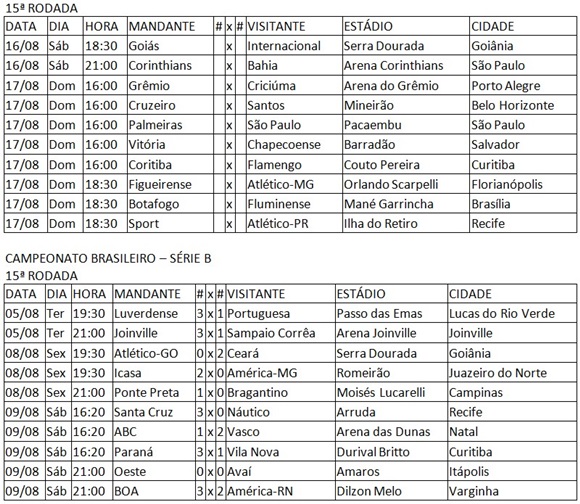 15ª RODADA
DATA DIA HORA MANDANTE # x # VISITANTE ESTÁDIO CIDADE
16/08 Sáb 18:30 Goiás x Internacional Serra Dourada Goiânia
16/08 Sáb 21:00 Corinthians x Bahia Arena Corinthians São Paulo
17/08 Dom 16:00 Grêmio x Criciúma Arena do Grêmio Porto Alegre
17/08 Dom 16:00 Cruzeiro x Santos Mineirão Belo Horizonte
17/08 Dom 16:00 Palmeiras x São Paulo Pacaembu São Paulo
17/08 Dom 16:00 Vitória x Chapecoense Barradão Salvador
17/08 Dom 16:00 Coritiba x Flamengo Couto Pereira Curitiba
17/08 Dom 18:30 Figueirense x Atlético-MG Orlando Scarpelli Florianópolis
17/08 Dom 18:30 Botafogo x Fluminense Mané Garrincha Brasília
17/08 Dom 18:30 Sport x Atlético-PR Ilha do Retiro Recife
CAMPEONATO BRASILEIRO – SÉRIE B
15ª RODADA
DATA DIA HORA MANDANTE # x # VISITANTE ESTÁDIO CIDADE
05/08 Ter 19:30 Luverdense 3 x 1 Portuguesa Passo das Emas Lucas do Rio Verde
05/08 Ter 21:00 Joinville 3 x 1 Sampaio Corrêa Arena Joinville Joinville
08/08 Sex 19:30 Atlético-GO 0 x 2 Ceará Serra Dourada Goiânia
08/08 Sex 19:30 Icasa 2 x 0 América-MG Romeirão Juazeiro do Norte
08/08 Sex 21:00 Ponte Preta 1 x 0 Bragantino Moisés Lucarelli Campinas
09/08 Sáb 16:20 Santa Cruz 3 x 0 Náutico Arruda Recife
09/08 Sáb 16:20 ABC 1 x 2 Vasco Arena das Dunas Natal
09/08 Sáb 16:20 Paraná 3 x 1 Vila Nova Durival Britto Curitiba
09/08 Sáb 21:00 Oeste 0 x 0 Avaí Amaros Itápolis
09/08 Sáb 21:00 BOA 3 x 2 América-RN Dilzon Melo Varginha